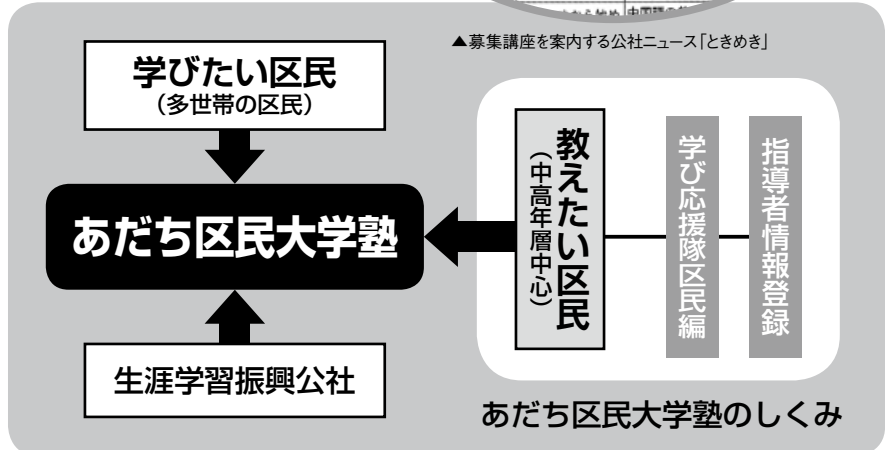 ▲募集講座を案内する公社ニュース「ときめき」
学びたい区民
（多世帯の区民）
あだち区民大学塾
生涯学習振興公社
教えたい区民
（中高年層中心）
学び応援隊区民編
指導者情報登録
あだち区民大学塾のしくみ